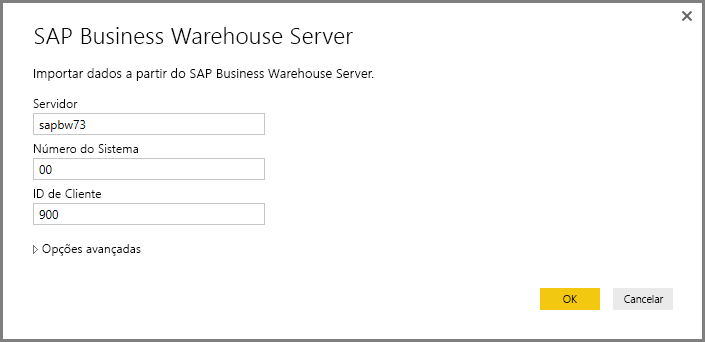 SAP Business Warehouse Server
Importar dados a partir do SAP Business Warehouse Server.
Servidor
sapbw73
Número do Sistema
00
ID de Cliente
900
Opções avançadas
OK
Cancelar